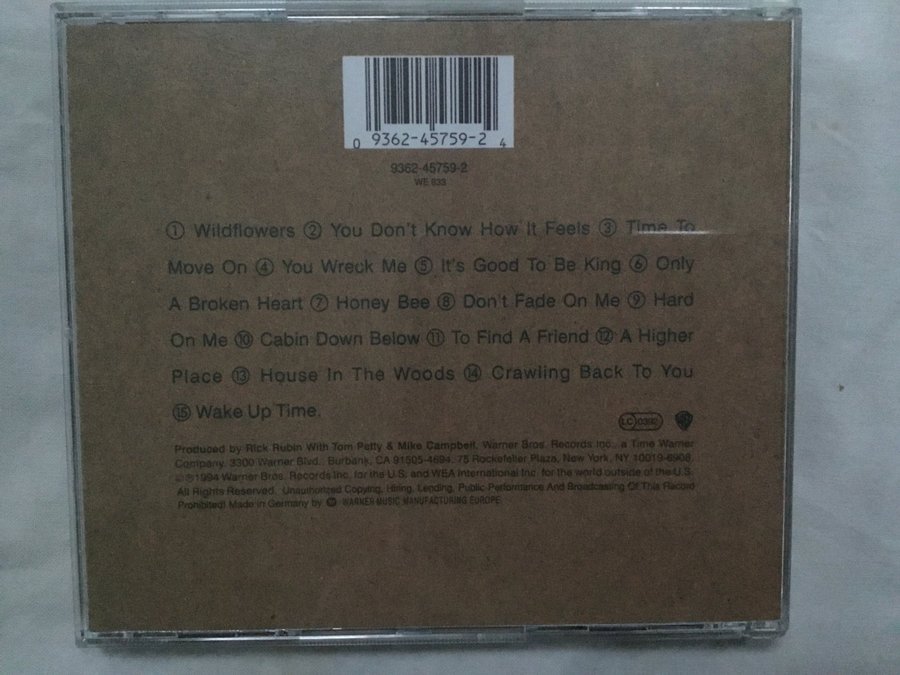 0 9362-45759-2 4
9362-45759-2
WE 833
① Wildflowers ② You Don't Know How It Feels ③ Time To
Move On ④ You Wreck Me ⑤ It's Good To Be King ⑥ Only
A Broken Heart ⑦ Honey Bee ⑧ Don't Fade On Me ⑨ Hard
On Me ⑩ Cabin Down Below ⑪ To Find A Friend ⑫ A Higher
Place ⑬ House In The Woods ⑭ Crawling Back To You
⑮ Wake Up Time.
LC 0392
Produced by Rick Rubin With Tom Petty & Mike Campbell, Warner Bros. Records Inc., a Time Warner
Company. 3300 Warner Blvd., Burbank, CA 91505-4694. 75 Rockefeller Plaza, New York, NY 10019-6908.
©℗1994 Warner Bros. Records Inc. for the U.S. and WEA International Inc. for the world outside of the U.S.
All Rights Reserved. Unauthorized Copying, Hiring, Lending, Public Performance And Broadcasting Of This Record
Prohibited) Made in Germany by WARNER MUSIC MANUFACTURING EUROPE